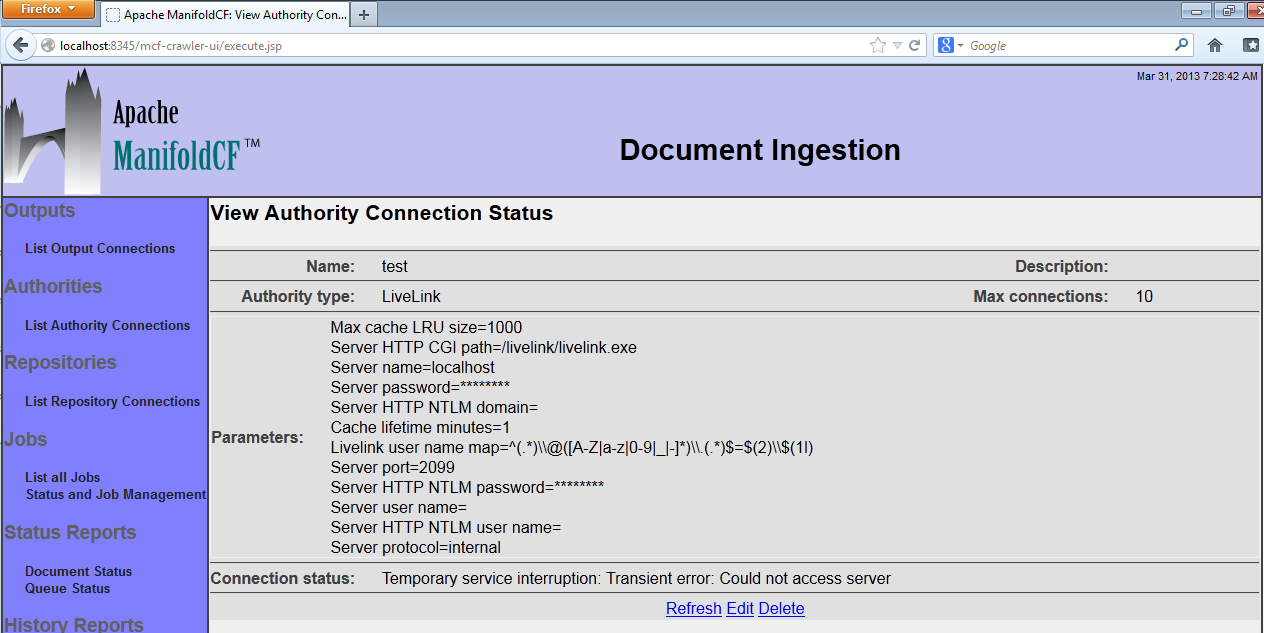 Firefox
Apache ManifoldCF: View Authority Con...
localhost:8345/mcf-crawler-ui/execute.jsp
Google
Mar 31, 2013 7:28:42 AM
Apache
ManifoldCF™
Document Ingestion
Outputs
List Output Connections
Authorities
List Authority Connections
Repositories
List Repository Connections
Jobs
List all Jobs
Status and Job Management
Status Reports
Document Status
Queue Status
History Reports
View Authority Connection Status
Name: test Description:
Authority type: LiveLink Max connections: 10
Parameters:
Max cache LRU size=1000
Server HTTP CGI path=/livelink/livelink.exe
Server name=localhost
Server password=********
Server HTTP NTLM domain=
Cache lifetime minutes=1
Livelink user name map=^(.*)\\@([A-Z|a-z|0-9|_|-]*)\\.(.*)$=$(2)\\$(1l)
Server port=2099
Server HTTP NTLM password=********
Server user name=
Server HTTP NTLM user name=
Server protocol=internal
Connection status: Temporary service interruption: Transient error: Could not access server
Refresh Edit Delete